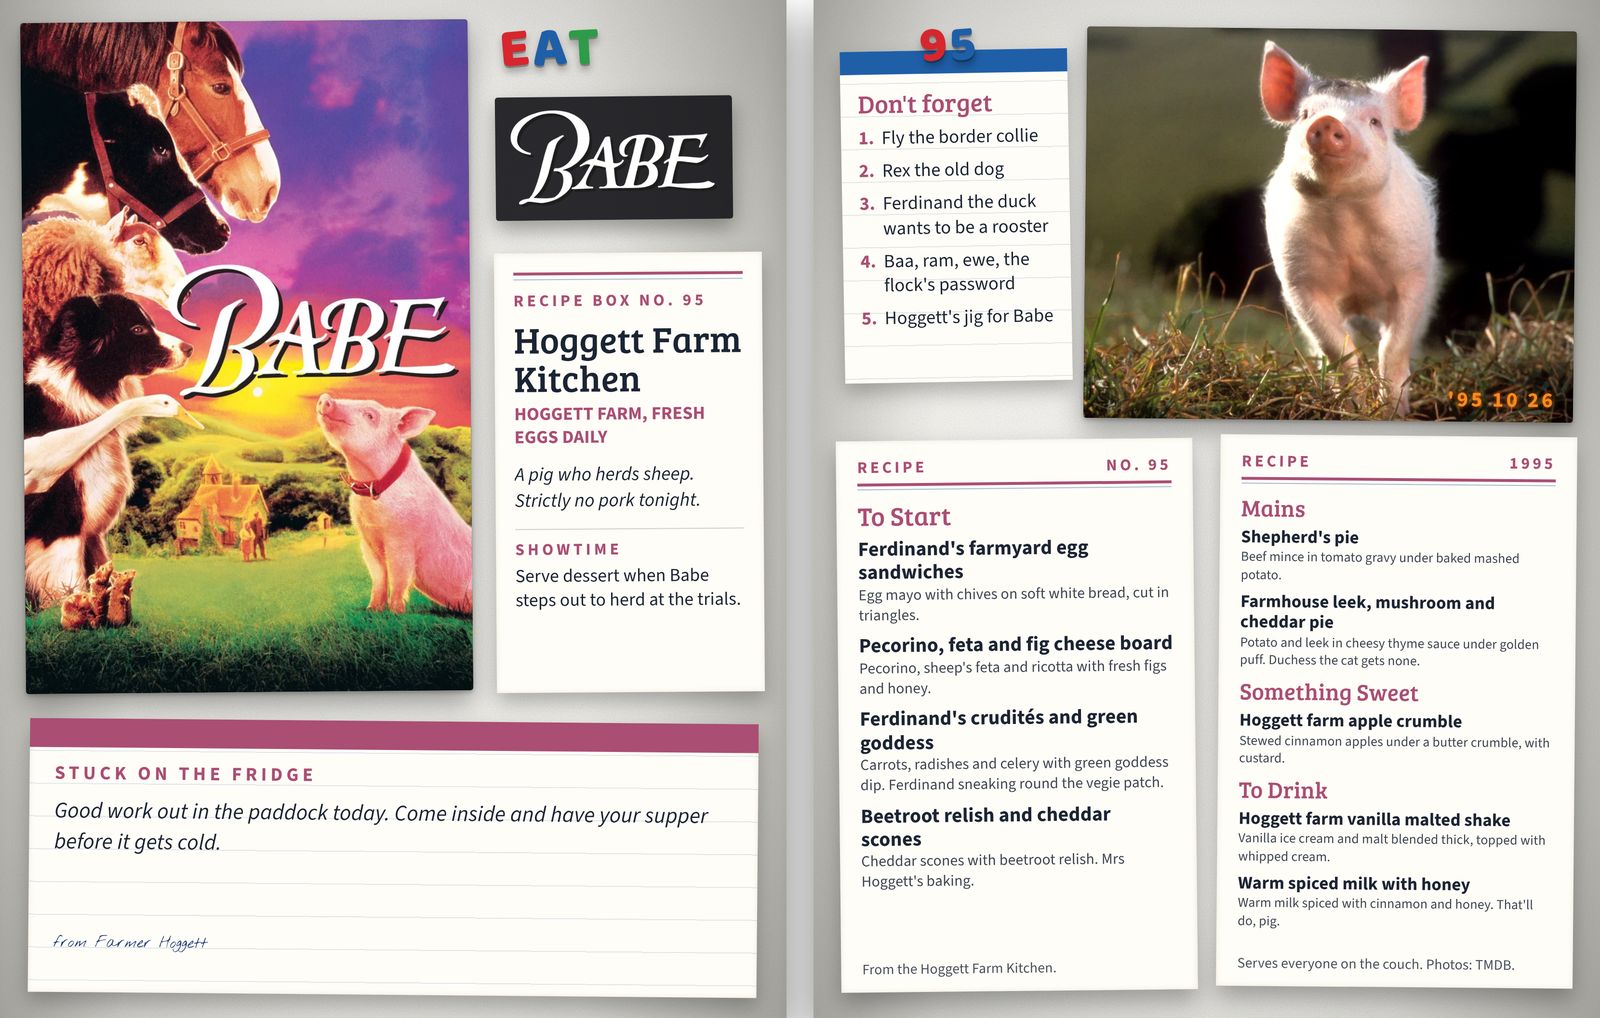 EAT
BABE
BABE
RECIPE BOX NO. 95
Hoggett Farm
Kitchen
HOGGETT FARM, FRESH
EGGS DAILY
A pig who herds sheep.
Strictly no pork tonight.
SHOWTIME
Serve dessert when Babe
steps out to herd at the trials.
STUCK ON THE FRIDGE
Good work out in the paddock today. Come inside and have your supper
before it gets cold.
from Farmer Hoggett
95
Don't forget
1. Fly the border collie
2. Rex the old dog
3. Ferdinand the duck
wants to be a rooster
4. Baa, ram, ewe, the
flock's password
5. Hoggett's jig for Babe
'95 10 26
RECIPE NO. 95
To Start
Ferdinand's farmyard egg
sandwiches
Egg mayo with chives on soft white bread, cut in
triangles.
Pecorino, feta and fig cheese board
Pecorino, sheep's feta and ricotta with fresh figs
and honey.
Ferdinand's crudités and green
goddess
Carrots, radishes and celery with green goddess
dip. Ferdinand sneaking round the vegie patch.
Beetroot relish and cheddar
scones
Cheddar scones with beetroot relish. Mrs
Hoggett's baking.
From the Hoggett Farm Kitchen.
RECIPE 1995
Mains
Shepherd's pie
Beef mince in tomato gravy under baked mashed
potato.
Farmhouse leek, mushroom and
cheddar pie
Potato and leek in cheesy thyme sauce under golden
puff. Duchess the cat gets none.
Something Sweet
Hoggett farm apple crumble
Stewed cinnamon apples under a butter crumble, with
custard.
To Drink
Hoggett farm vanilla malted shake
Vanilla ice cream and malt blended thick, topped with
whipped cream.
Warm spiced milk with honey
Warm milk spiced with cinnamon and honey. That'll
do, pig.
Serves everyone on the couch. Photos: TMDB.